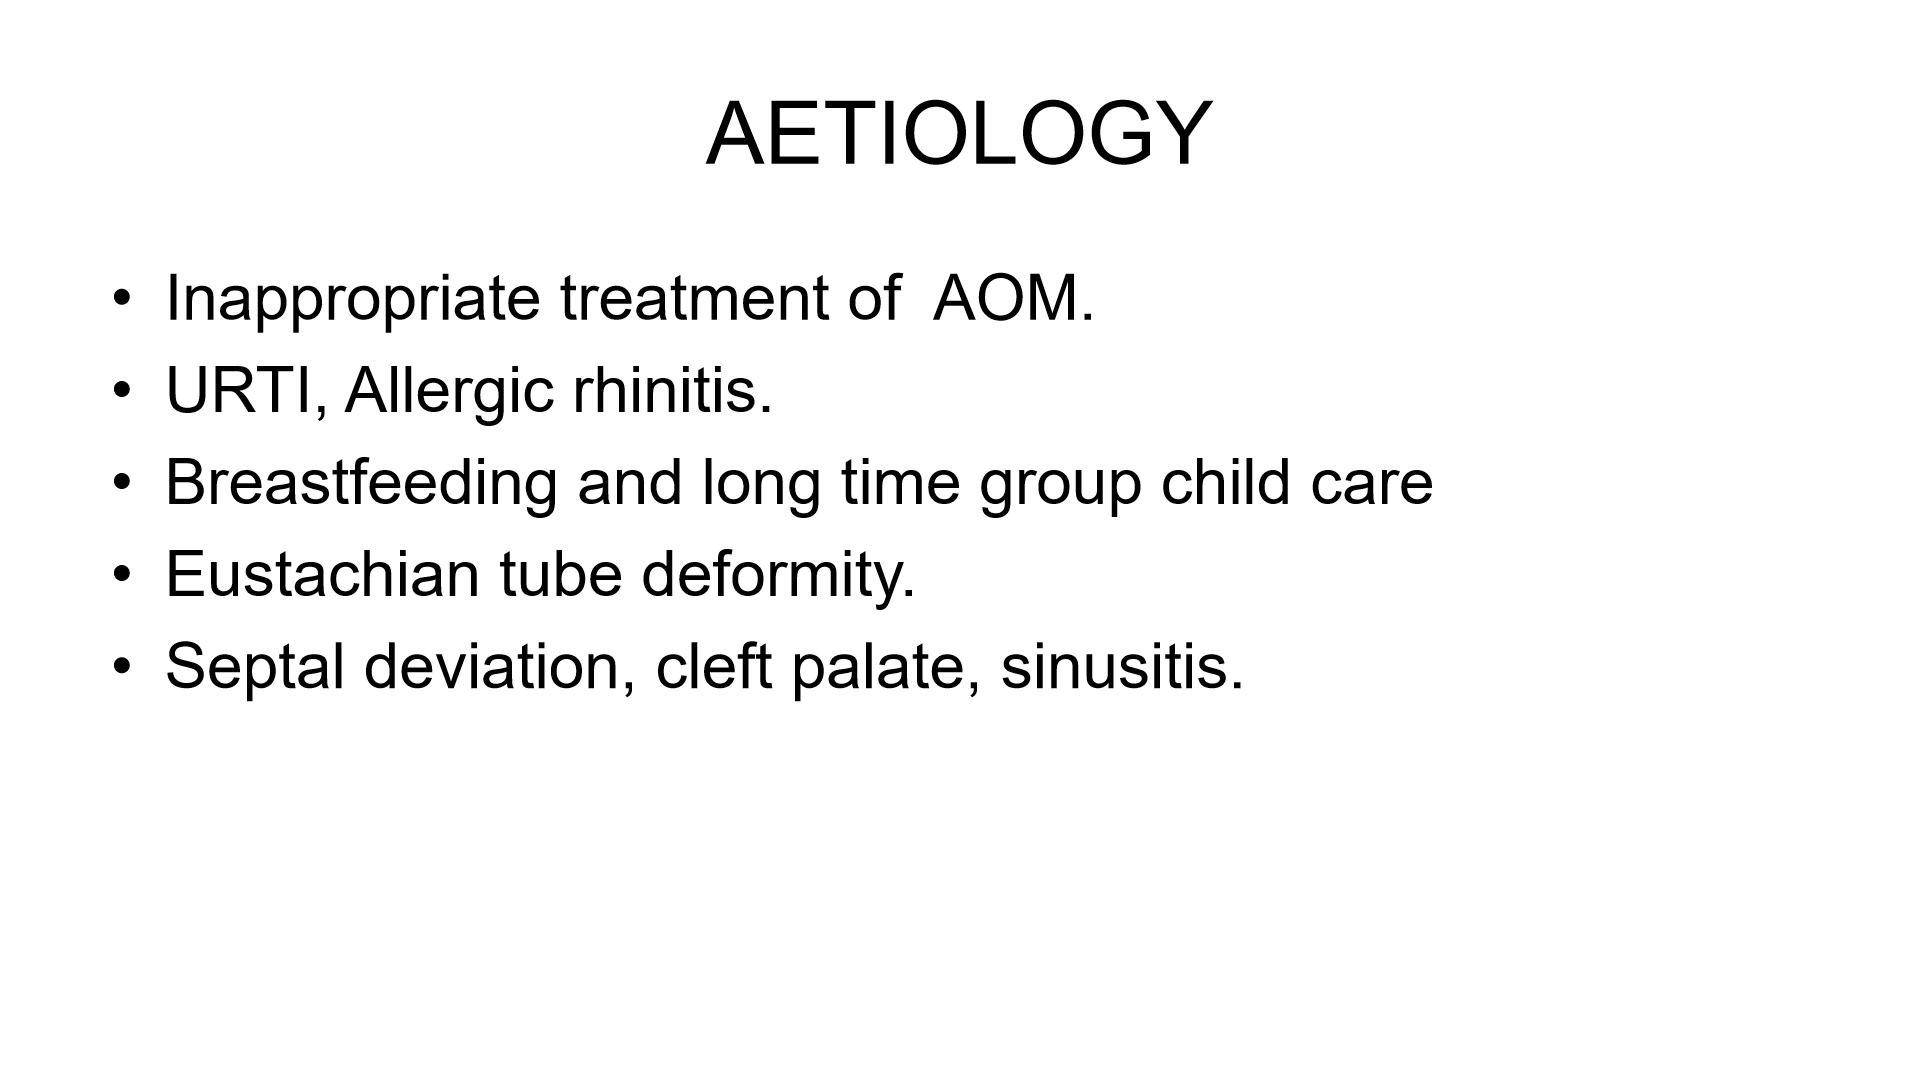 AETIOLOGY
• Inappropriate treatment of  AOM.
• URTI, Allergic rhinitis.
• Breastfeeding and long time group child care
• Eustachian tube deformity.
• Septal deviation, cleft palate, sinusitis.